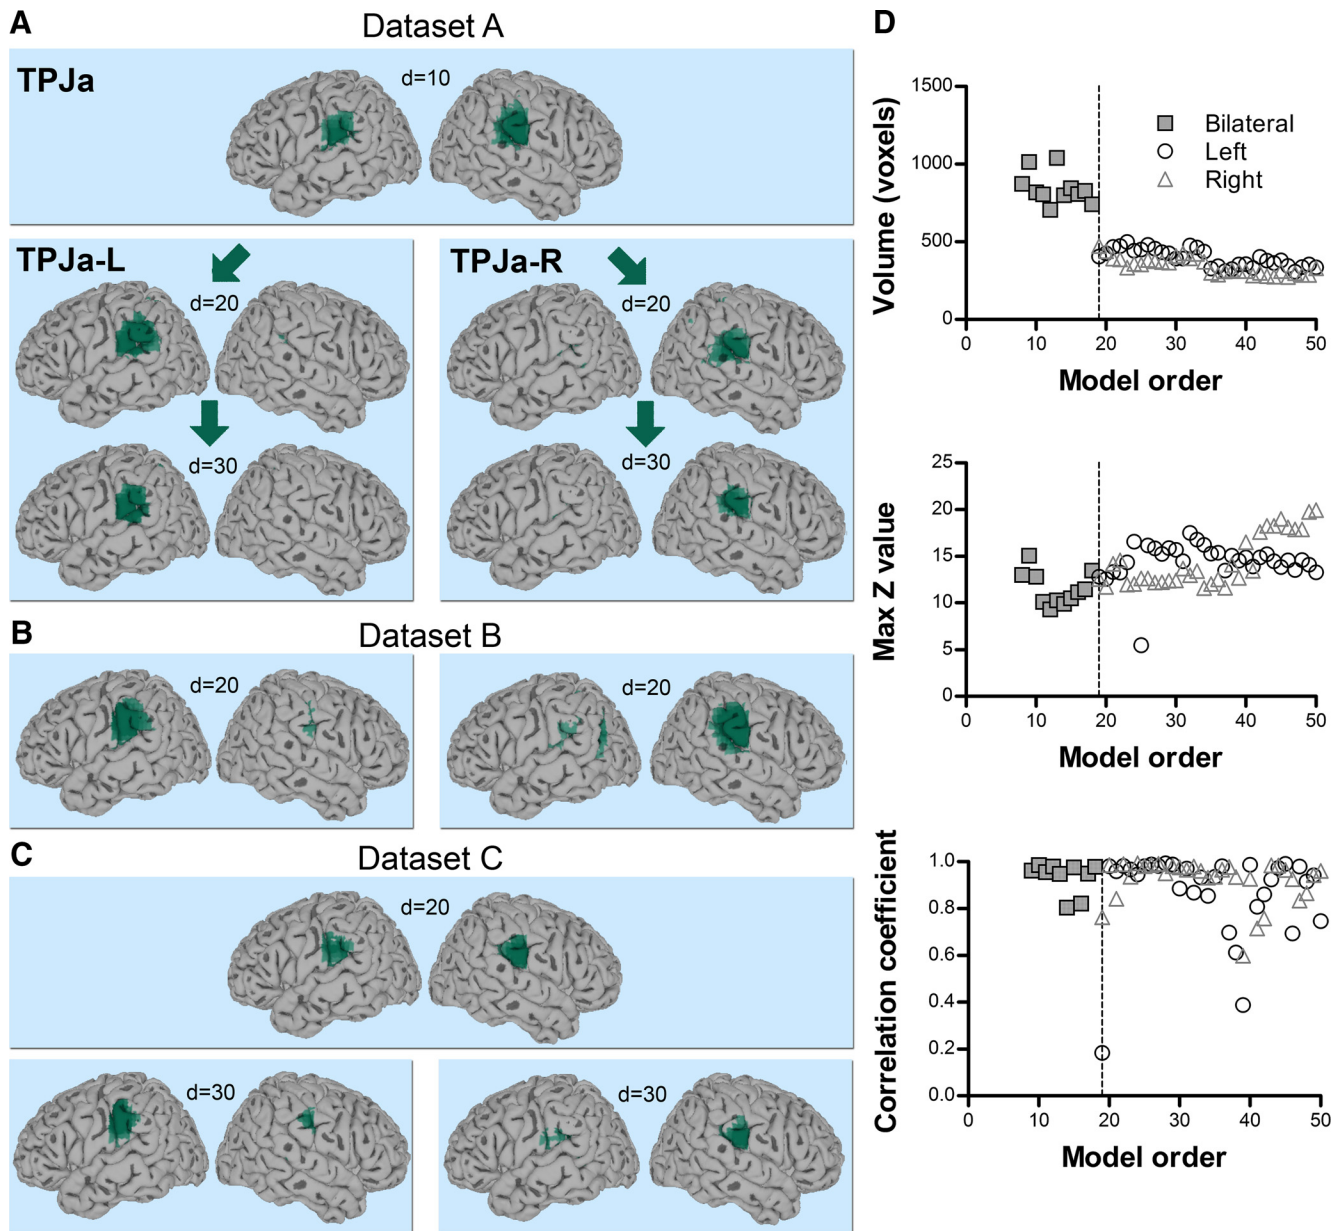 A
Dataset A
TPJa
d=10
TPJa-L
d=20
d=30
TPJa-R
d=20
d=30
B
Dataset B
d=20
d=20
C
Dataset C
d=20
d=30
d=30
D
Volume (voxels)
1500
1000
500
0
Bilateral
Left
Right
0 10 20 30 40 50
Model order
Max Z value
25
20
15
10
5
0
0 10 20 30 40 50
Model order
Correlation coefficient
1.0
0.8
0.6
0.4
0.2
0.0
0 10 20 30 40 50
Model order